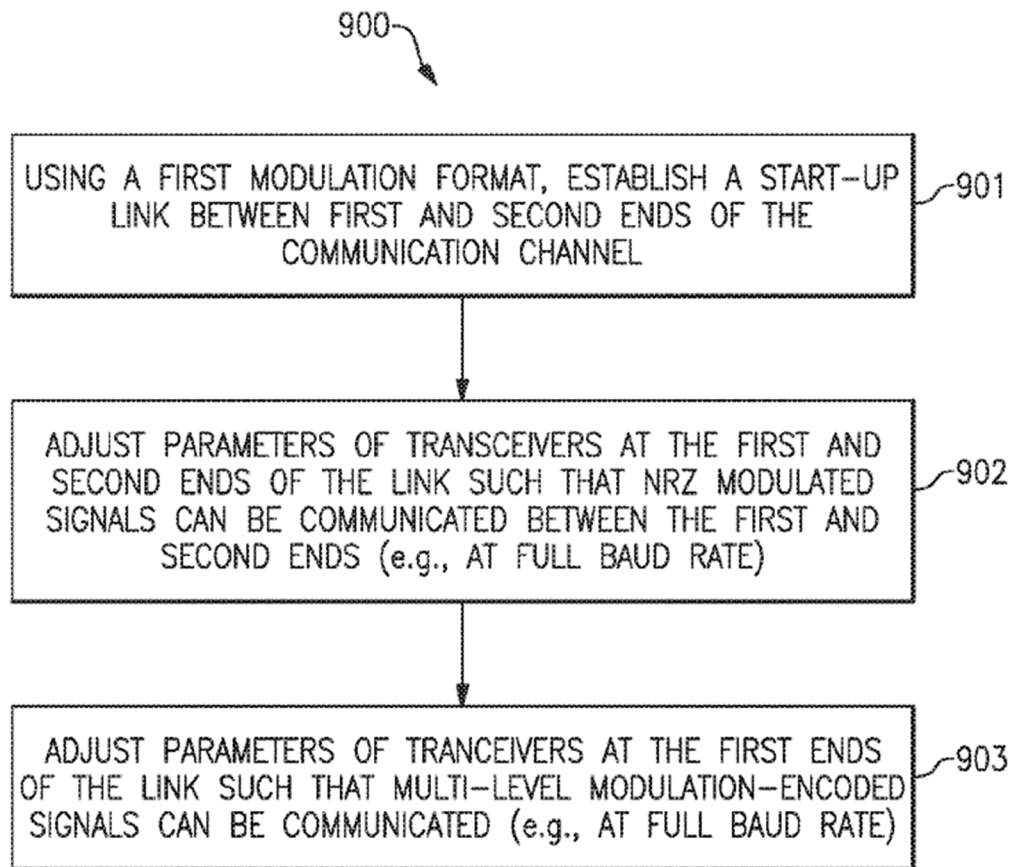 900
USING A FIRST MODULATION FORMAT, ESTABLISH A START-UP
LINK BETWEEN FIRST AND SECOND ENDS OF THE
COMMUNICATION CHANNEL
901
ADJUST PARAMETERS OF TRANSCEIVERS AT THE FIRST AND
SECOND ENDS OF THE LINK SUCH THAT NRZ MODULATED
SIGNALS CAN BE COMMUNICATED BETWEEN THE FIRST AND
SECOND ENDS (e.g., AT FULL BAUD RATE)
902
ADJUST PARAMETERS OF TRANCEIVERS AT THE FIRST ENDS
OF THE LINK SUCH THAT MULTI-LEVEL MODULATION-ENCODED
SIGNALS CAN BE COMMUNICATED (e.g., AT FULL BAUD RATE)
903